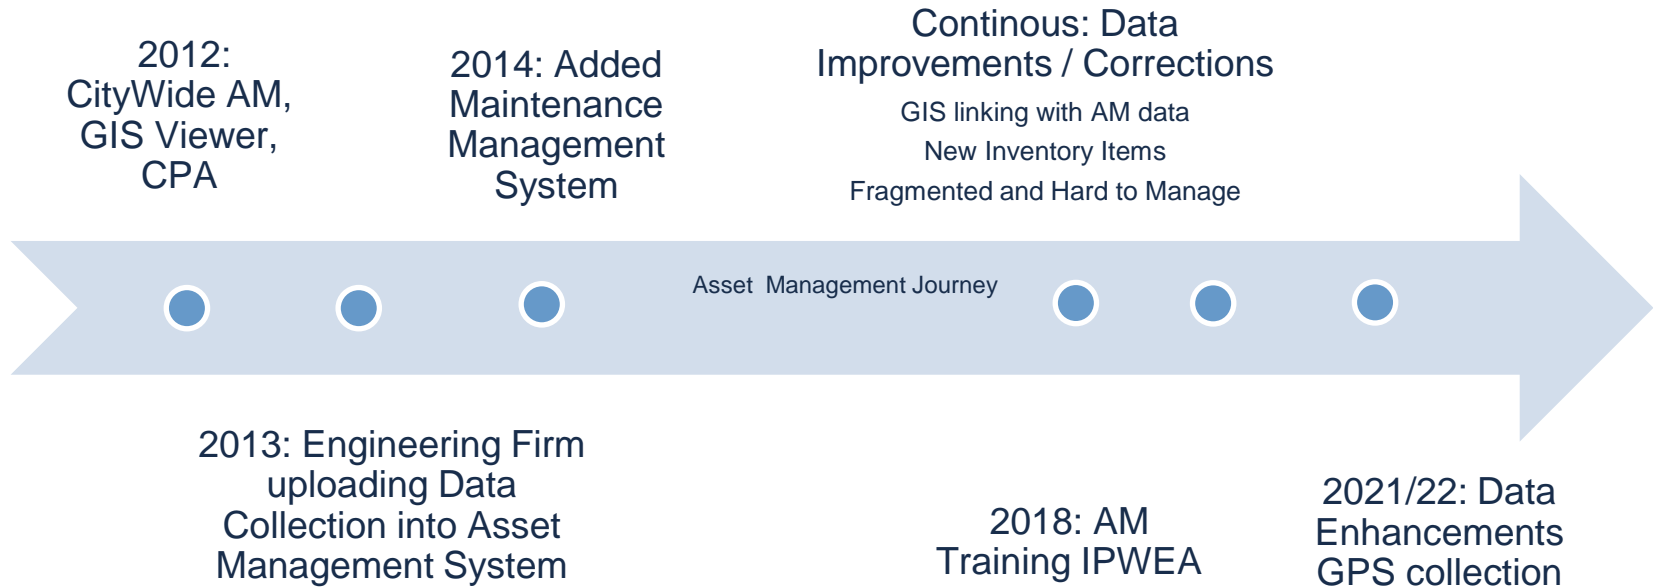 2012:
CityWide AM,
GIS Viewer,
CPA
2014: Added
Maintenance
Management
System
Continous: Data
Improvements / Corrections
GIS linking with AM data
New Inventory Items
Fragmented and Hard to Manage
Asset Management Journey
2013: Engineering Firm
uploading Data
Collection into Asset
Management System
2018: AM
Training IPWEA
2021/22: Data
Enhancements
GPS collection